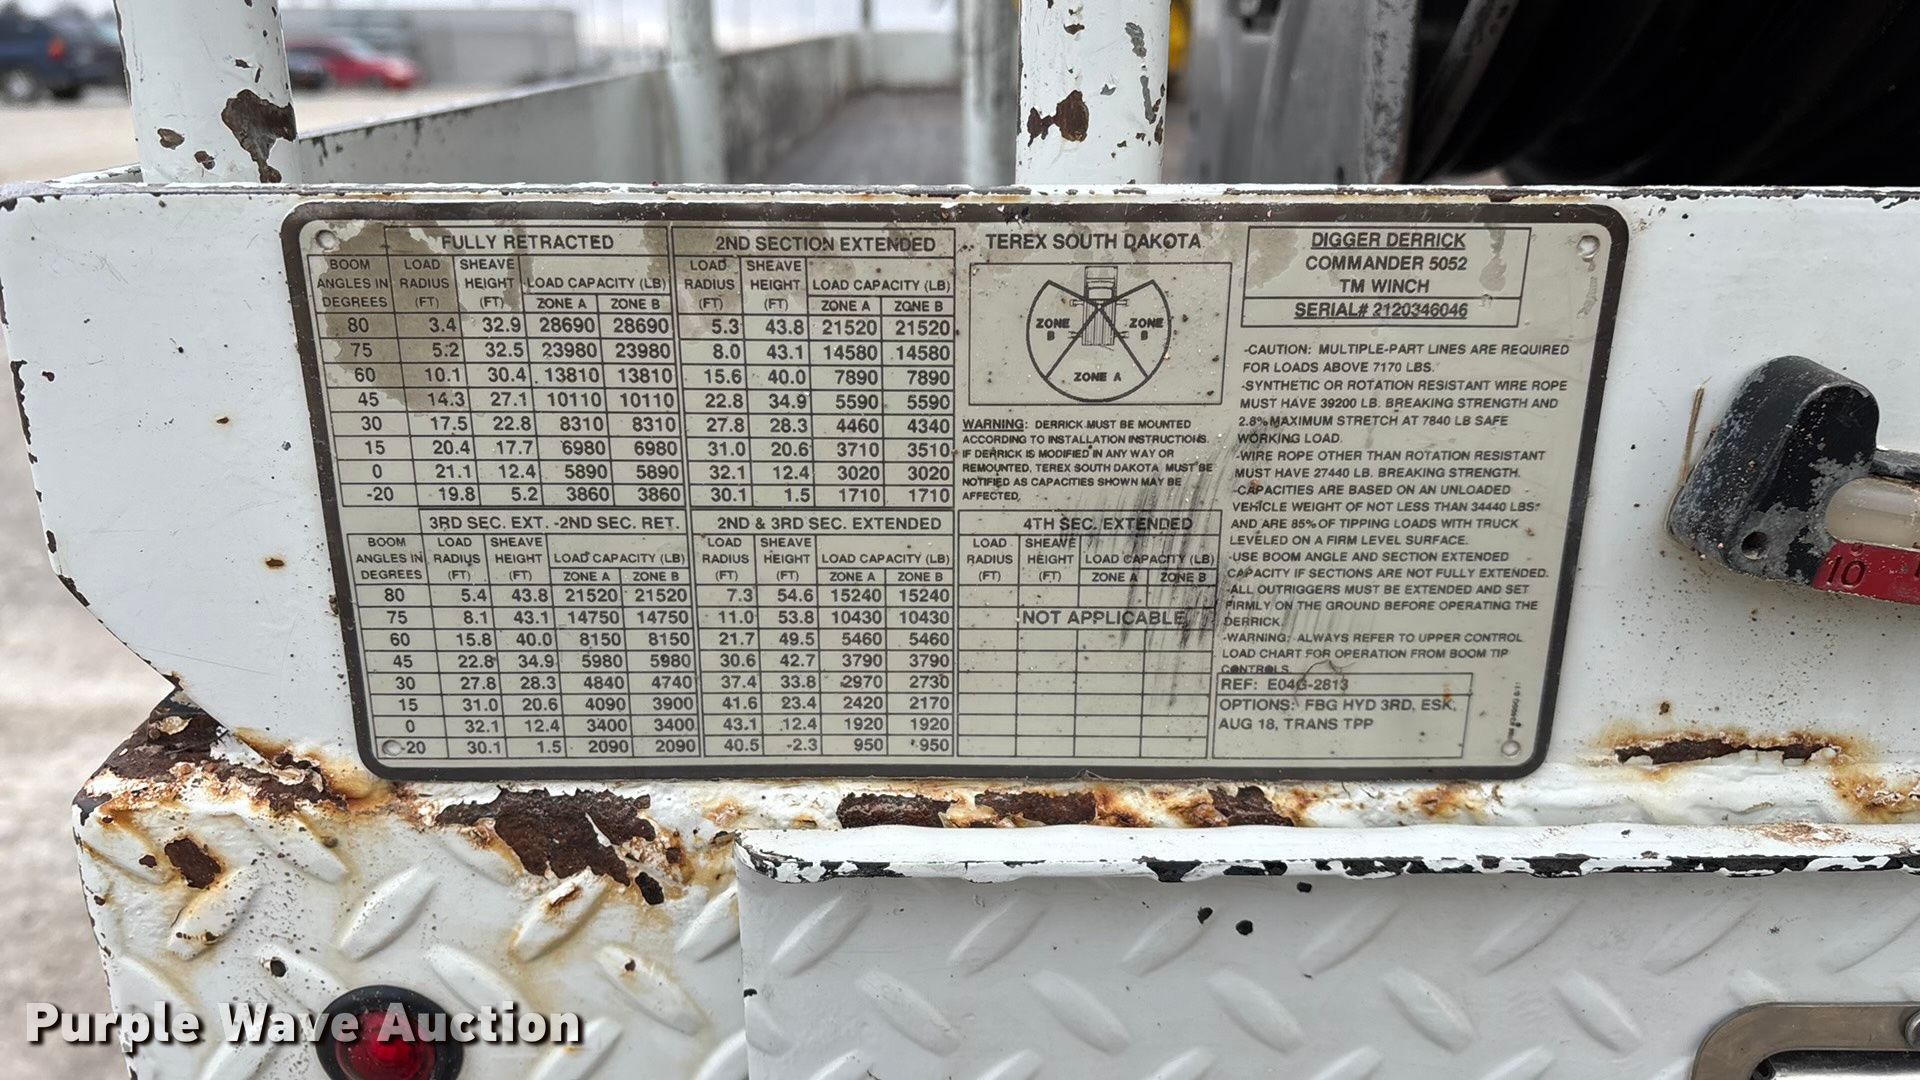 FULLY RETRACTED
BOOM ANGLES IN DEGREES | LOAD RADIUS (FT) | SHEAVE HEIGHT (FT) | LOAD CAPACITY (LB) ZONE A | ZONE B
80 3.4 32.9 28690 28690
75 5.2 32.5 23980 23980
60 10.1 30.4 13810 13810
45 14.3 27.1 10110 10110
30 17.5 22.8 8310 8310
15 20.4 17.7 6980 6980
0 21.1 12.4 5890 5890
-20 19.8 5.2 3860 3860
2ND SECTION EXTENDED
LOAD RADIUS (FT) | SHEAVE HEIGHT (FT) | LOAD CAPACITY (LB) ZONE A | ZONE B
5.3 43.8 21520 21520
8.0 43.1 14580 14580
15.6 40.0 7890 7890
22.8 34.9 5590 5590
27.8 28.3 4460 4340
31.0 20.6 3710 3510
32.1 12.4 3020 3020
30.1 1.5 1710 1710
3RD SEC. EXT. -2ND SEC. RET.
BOOM ANGLES IN DEGREES | LOAD RADIUS (FT) | SHEAVE HEIGHT (FT) | LOAD CAPACITY (LB) ZONE A | ZONE B
80 5.4 43.8 21520 21520
75 8.1 43.1 14750 14750
60 15.8 40.0 8150 8150
45 22.8 34.9 5980 5980
30 27.8 28.3 4840 4740
15 31.0 20.6 4090 3900
0 32.1 12.4 3400 3400
-20 30.1 1.5 2090 2090
2ND & 3RD SEC. EXTENDED
LOAD RADIUS (FT) | SHEAVE HEIGHT (FT) | LOAD CAPACITY (LB) ZONE A | ZONE B
7.3 54.6 15240 15240
11.0 53.8 10430 10430
21.7 49.5 5460 5460
30.6 42.7 3790 3790
37.4 33.8 2970 2730
41.6 23.4 2420 2170
43.1 12.4 1920 1920
40.5 -2.3 950 950
TEREX SOUTH DAKOTA
ZONE B
ZONE B
ZONE A
WARNING: DERRICK MUST BE MOUNTED
ACCORDING TO INSTALLATION INSTRUCTIONS.
IF DERRICK IS MODIFIED IN ANY WAY OR
REMOUNTED, TEREX SOUTH DAKOTA MUST BE
NOTIFIED AS CAPACITIES SHOWN MAY BE
AFFECTED.
4TH SEC. EXTENDED
LOAD RADIUS (FT) | SHEAVE HEIGHT (FT) | LOAD CAPACITY (LB) ZONE A | ZONE B
NOT APPLICABLE
DIGGER DERRICK
COMMANDER 5052
TM WINCH
SERIAL# 2120346046
-CAUTION: MULTIPLE-PART LINES ARE REQUIRED
FOR LOADS ABOVE 7170 LBS.
-SYNTHETIC OR ROTATION RESISTANT WIRE ROPE
MUST HAVE 39200 LB. BREAKING STRENGTH AND
2.8% MAXIMUM STRETCH AT 7840 LB SAFE
WORKING LOAD.
-WIRE ROPE OTHER THAN ROTATION RESISTANT
MUST HAVE 27440 LB. BREAKING STRENGTH.
-CAPACITIES ARE BASED ON AN UNLOADED
VEHICLE WEIGHT OF NOT LESS THAN 34440 LBS.
AND ARE 85% OF TIPPING LOADS WITH TRUCK
LEVELED ON A FIRM LEVEL SURFACE.
-USE BOOM ANGLE AND SECTION EXTENDED
CAPACITY IF SECTIONS ARE NOT FULLY EXTENDED.
-ALL OUTRIGGERS MUST BE EXTENDED AND SET
FIRMLY ON THE GROUND BEFORE OPERATING THE
DERRICK.
-WARNING: ALWAYS REFER TO UPPER CONTROL
LOAD CHART FOR OPERATION FROM BOOM TIP
CONTROLS.
REF: E04G-2813
OPTIONS: FBG HYD 3RD, ESK,
AUG 18, TRANS TPP
10
Purple Wave Auction